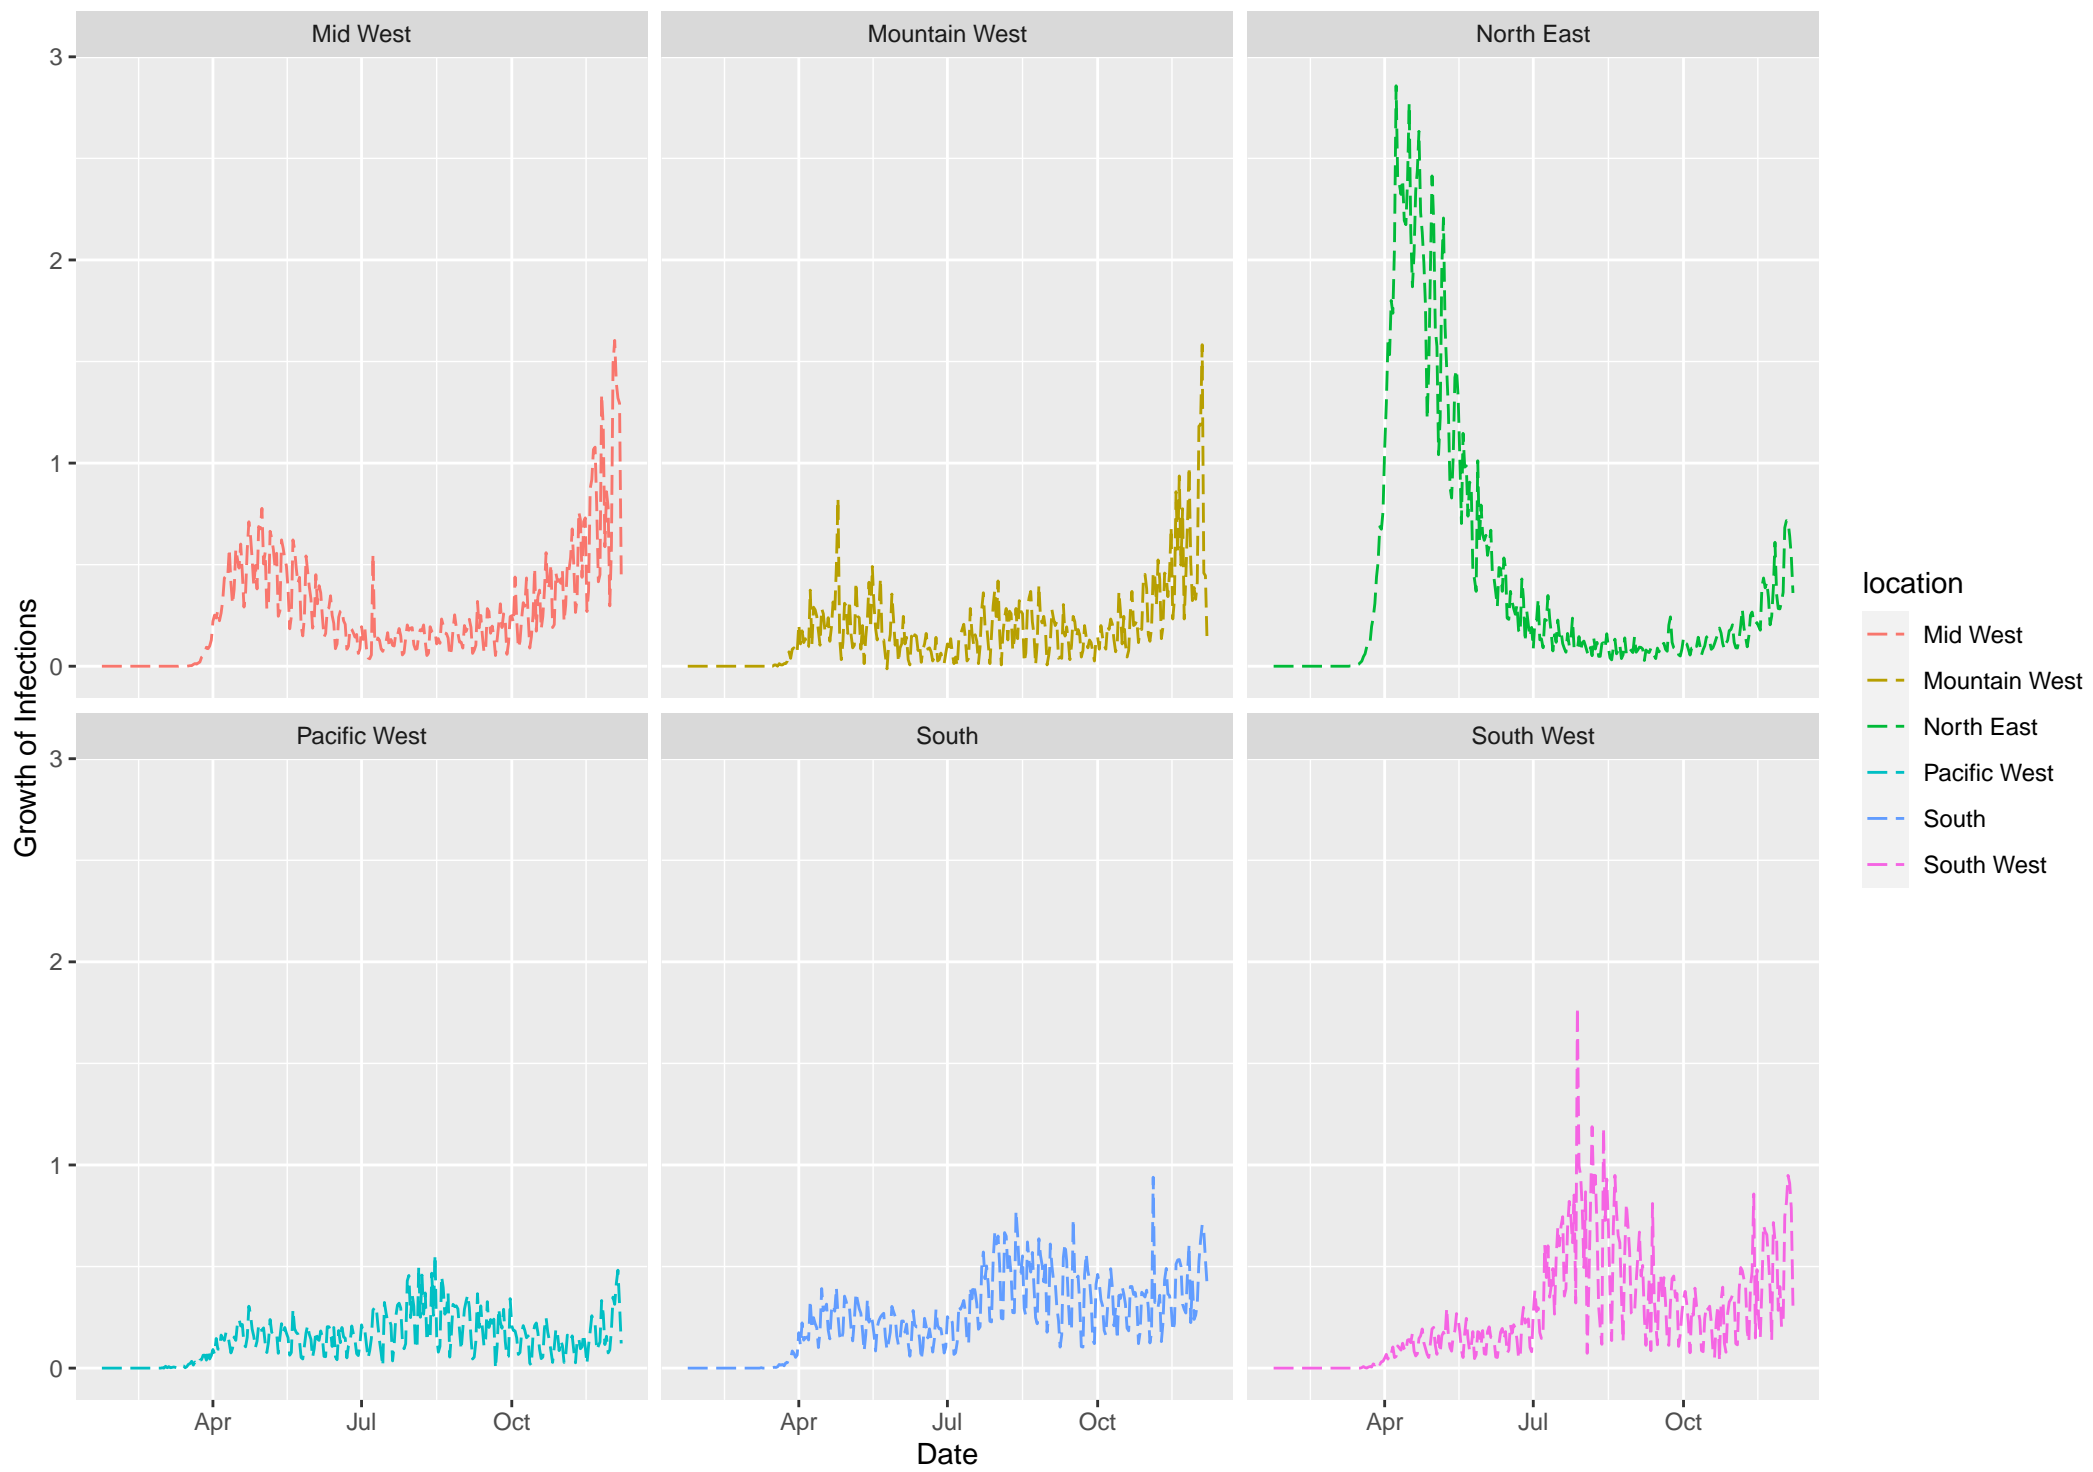 Mid West
Mountain West
North East
3
2
1
0
Pacific West
South
South West
3
2
1
0
Apr
Jul
Oct
Apr
Jul
Oct
Apr
Jul
Oct
Date
Growth of Infections
location
Mid West
Mountain West
North East
Pacific West
South
South West